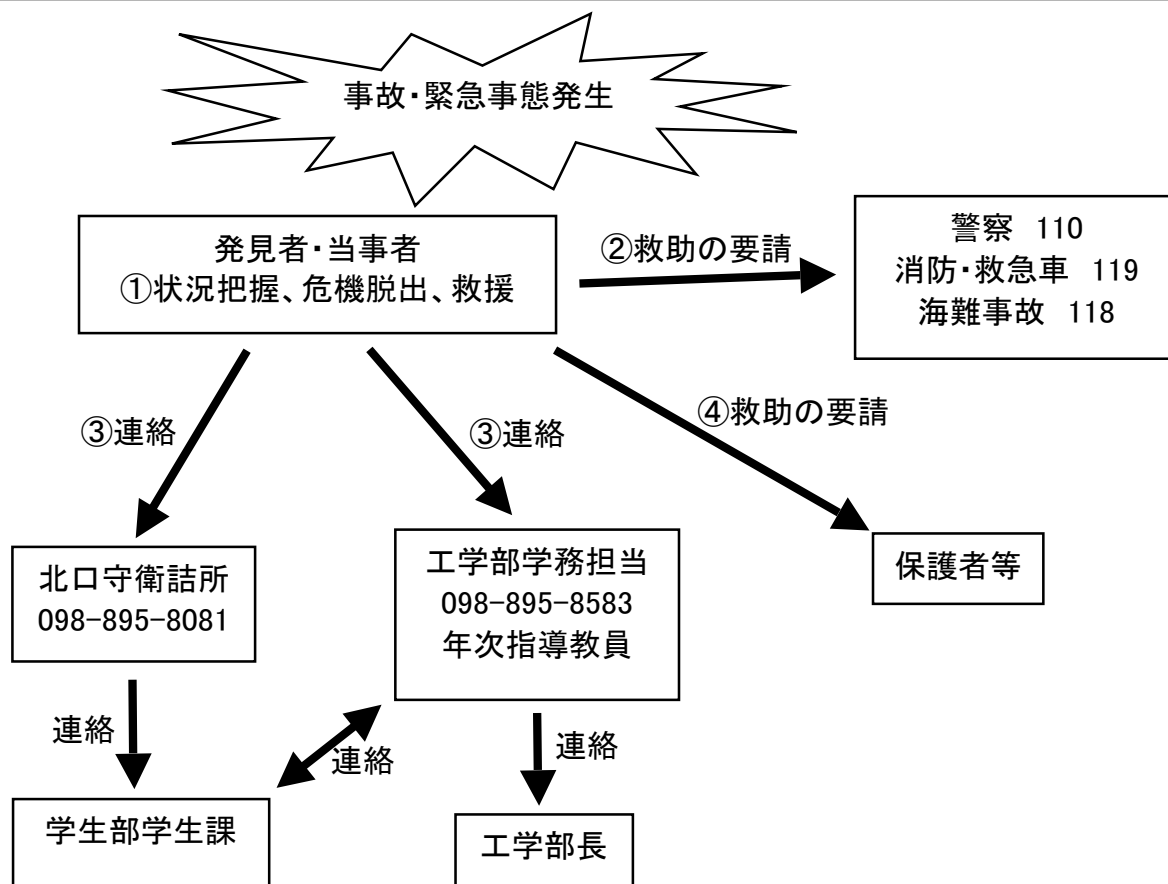 事故・緊急事態発生
発見者・当事者
①状況把握、危機脱出、救援
②救助の要請
警察 110
消防・救急車 119
海難事故 118
③連絡
③連絡
④救助の要請
北口守衛詰所
098-895-8081
工学部学務担当
098-895-8583
年次指導教員
保護者等
連絡
連絡
連絡
学生部学生課
工学部長